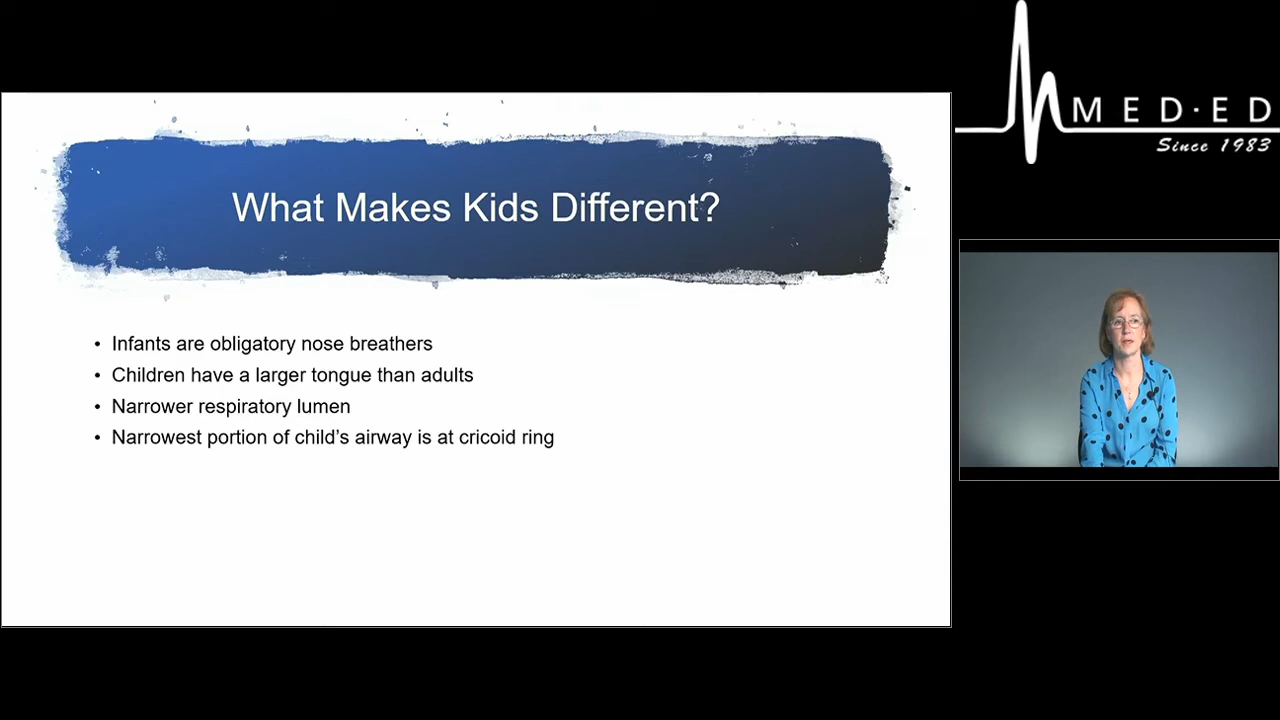 What Makes Kids Different?
• Infants are obligatory nose breathers
• Children have a larger tongue than adults
• Narrower respiratory lumen
• Narrowest portion of child's airway is at cricoid ring
MED·ED
Since 1983